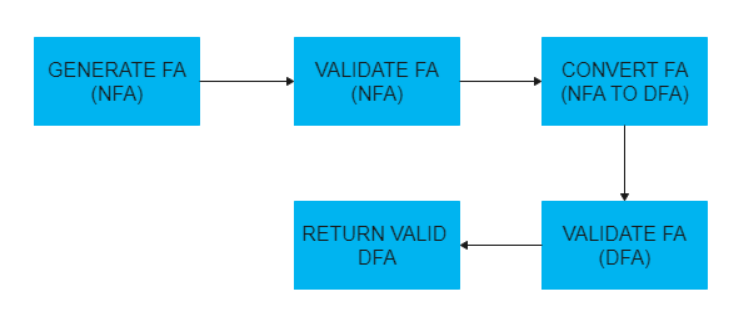 GENERATE FA
(NFA)
VALIDATE FA
(NFA)
CONVERT FA
(NFA TO DFA)
VALIDATE FA
(DFA)
RETURN VALID
DFA